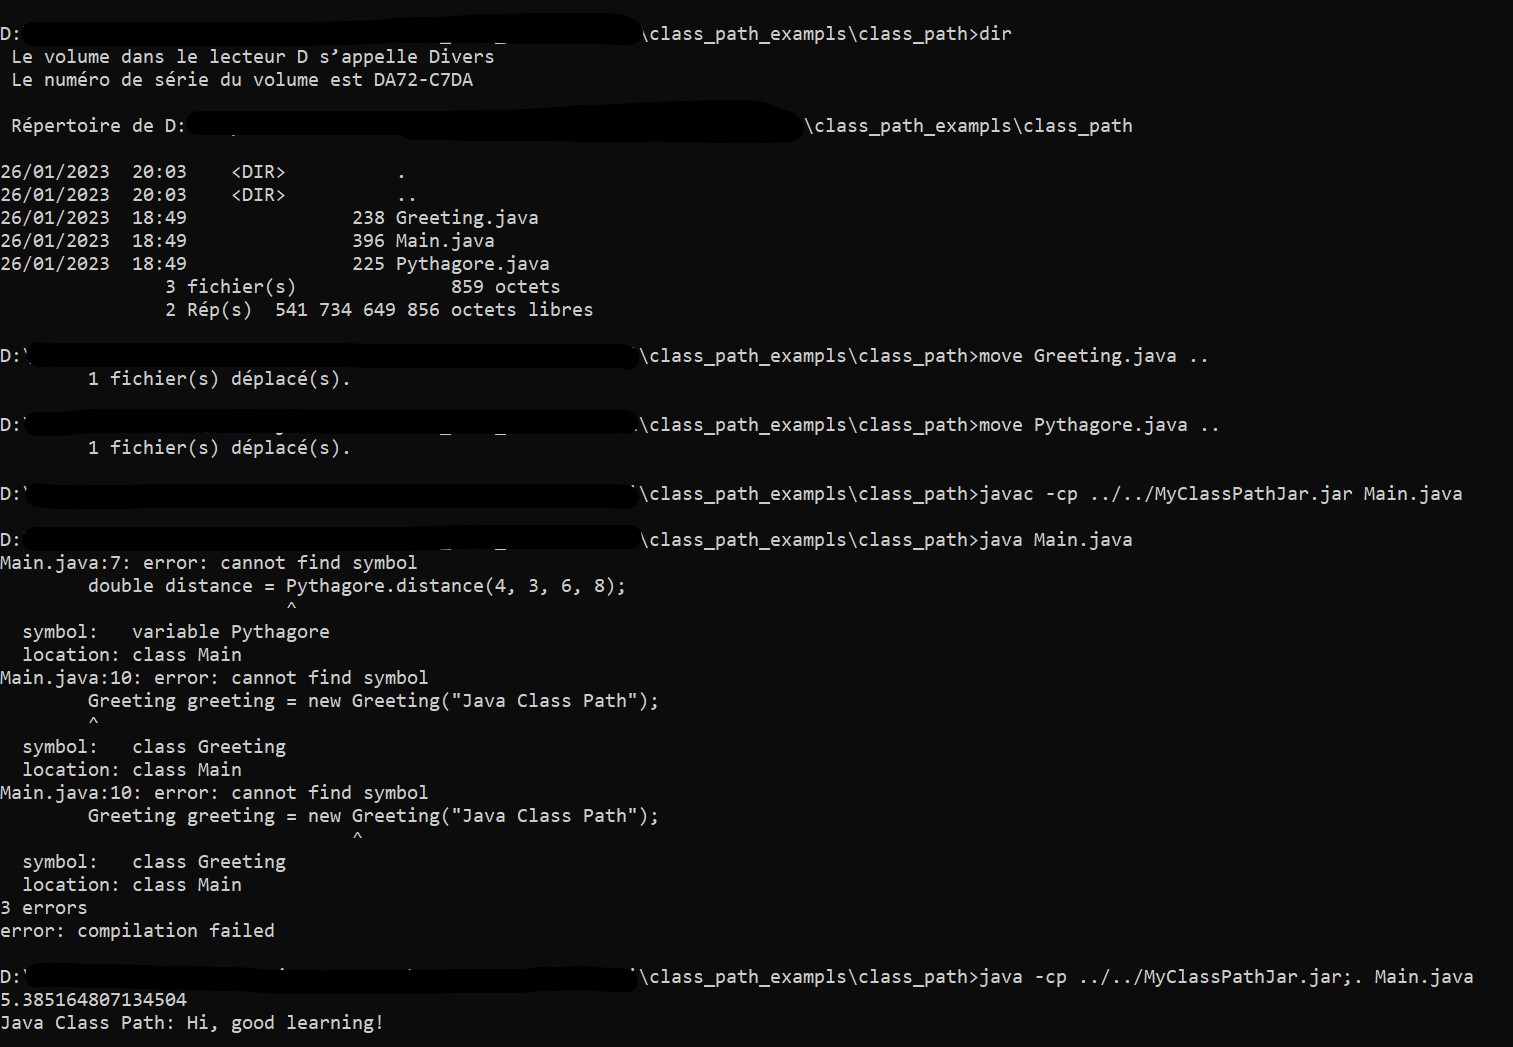 D:\class_path_exampls\class_path>dir
Le volume dans le lecteur D s’appelle Divers
Le numéro de série du volume est DA72-C7DA
Répertoire de D:\class_path_exampls\class_path
26/01/2023 20:03 <DIR> .
26/01/2023 20:03 <DIR> ..
26/01/2023 18:49 238 Greeting.java
26/01/2023 18:49 396 Main.java
26/01/2023 18:49 225 Pythagore.java
3 fichier(s) 859 octets
2 Rép(s) 541 734 649 856 octets libres
D:\class_path_exampls\class_path>move Greeting.java ..
1 fichier(s) déplacé(s).
D:\class_path_exampls\class_path>move Pythagore.java ..
1 fichier(s) déplacé(s).
D:\class_path_exampls\class_path>javac -cp ../../MyClassPathJar.jar Main.java
D:\class_path_exampls\class_path>java Main.java
Main.java:7: error: cannot find symbol
double distance = Pythagore.distance(4, 3, 6, 8);
^
symbol: variable Pythagore
location: class Main
Main.java:10: error: cannot find symbol
Greeting greeting = new Greeting("Java Class Path");
^
symbol: class Greeting
location: class Main
Main.java:10: error: cannot find symbol
Greeting greeting = new Greeting("Java Class Path");
^
symbol: class Greeting
location: class Main
3 errors
error: compilation failed
D:\class_path_exampls\class_path>java -cp ../../MyClassPathJar.jar;. Main.java
5.385164807134504
Java Class Path: Hi, good learning!